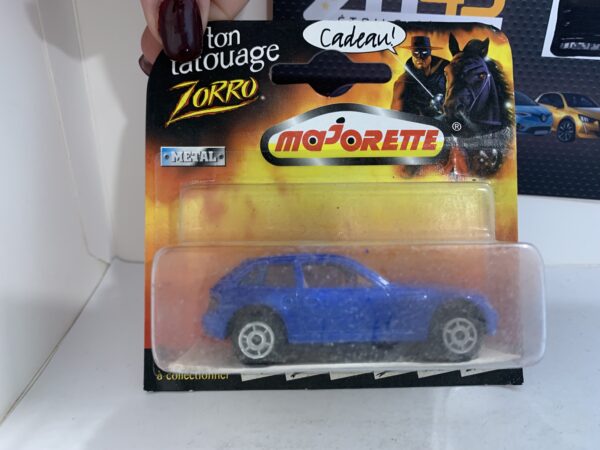 ton
tatouage
Cadeau!
ZORRO
METAL
MAJORETTE ®
à collectionner